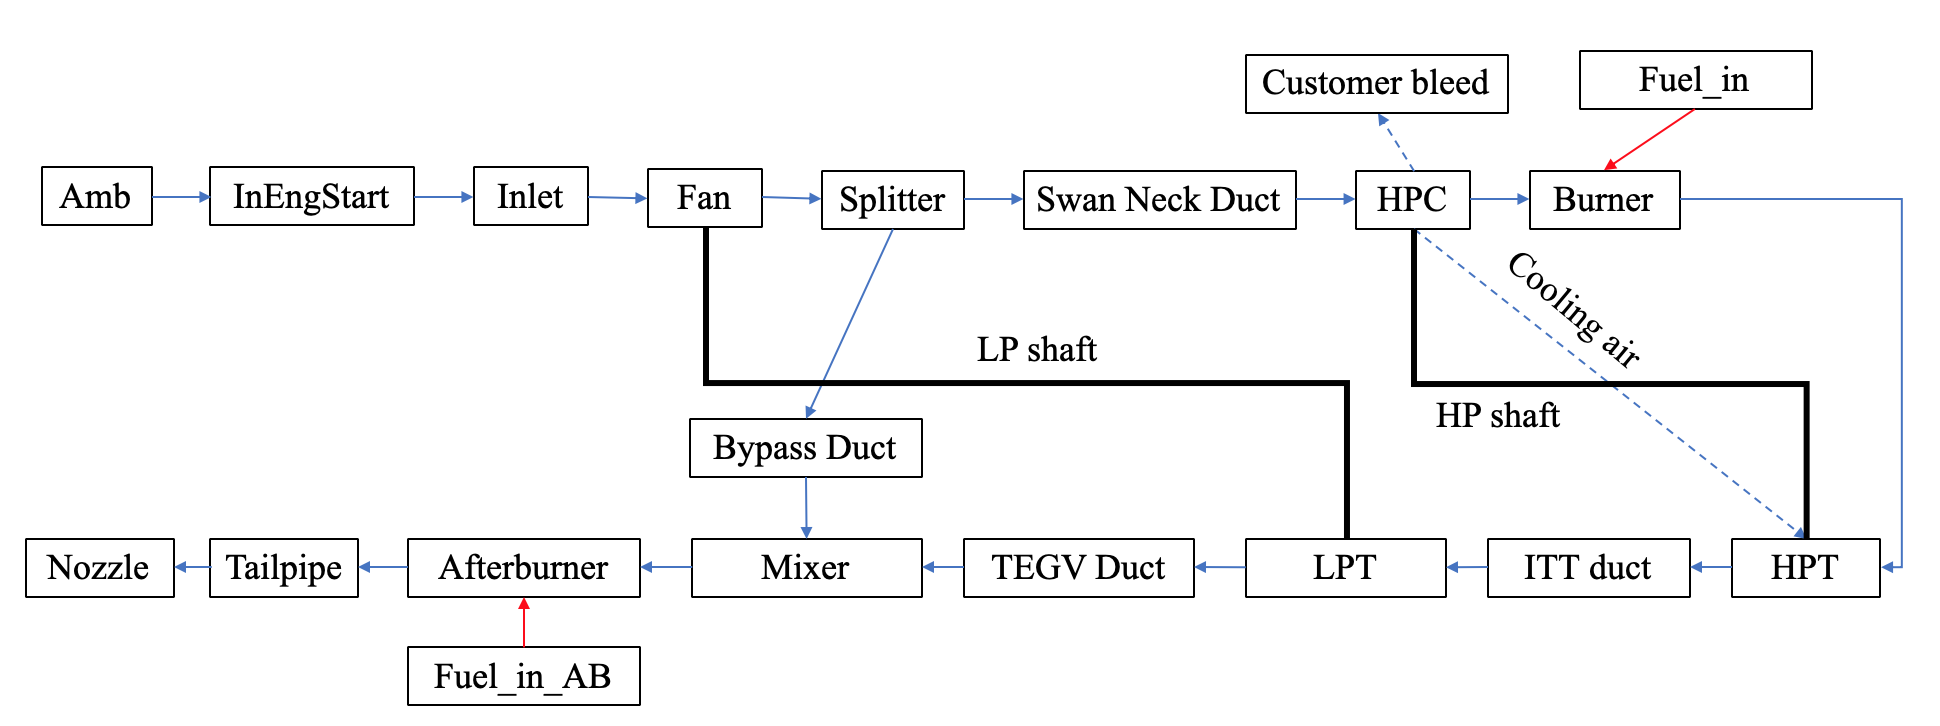 Customer bleed
Fuel_in
Amb
InEngStart
Inlet
Fan
Splitter
Swan Neck Duct
HPC
Burner
Cooling air
LP shaft
HP shaft
Bypass Duct
Nozzle
Tailpipe
Afterburner
Mixer
TEGV Duct
LPT
ITT duct
HPT
Fuel_in_AB